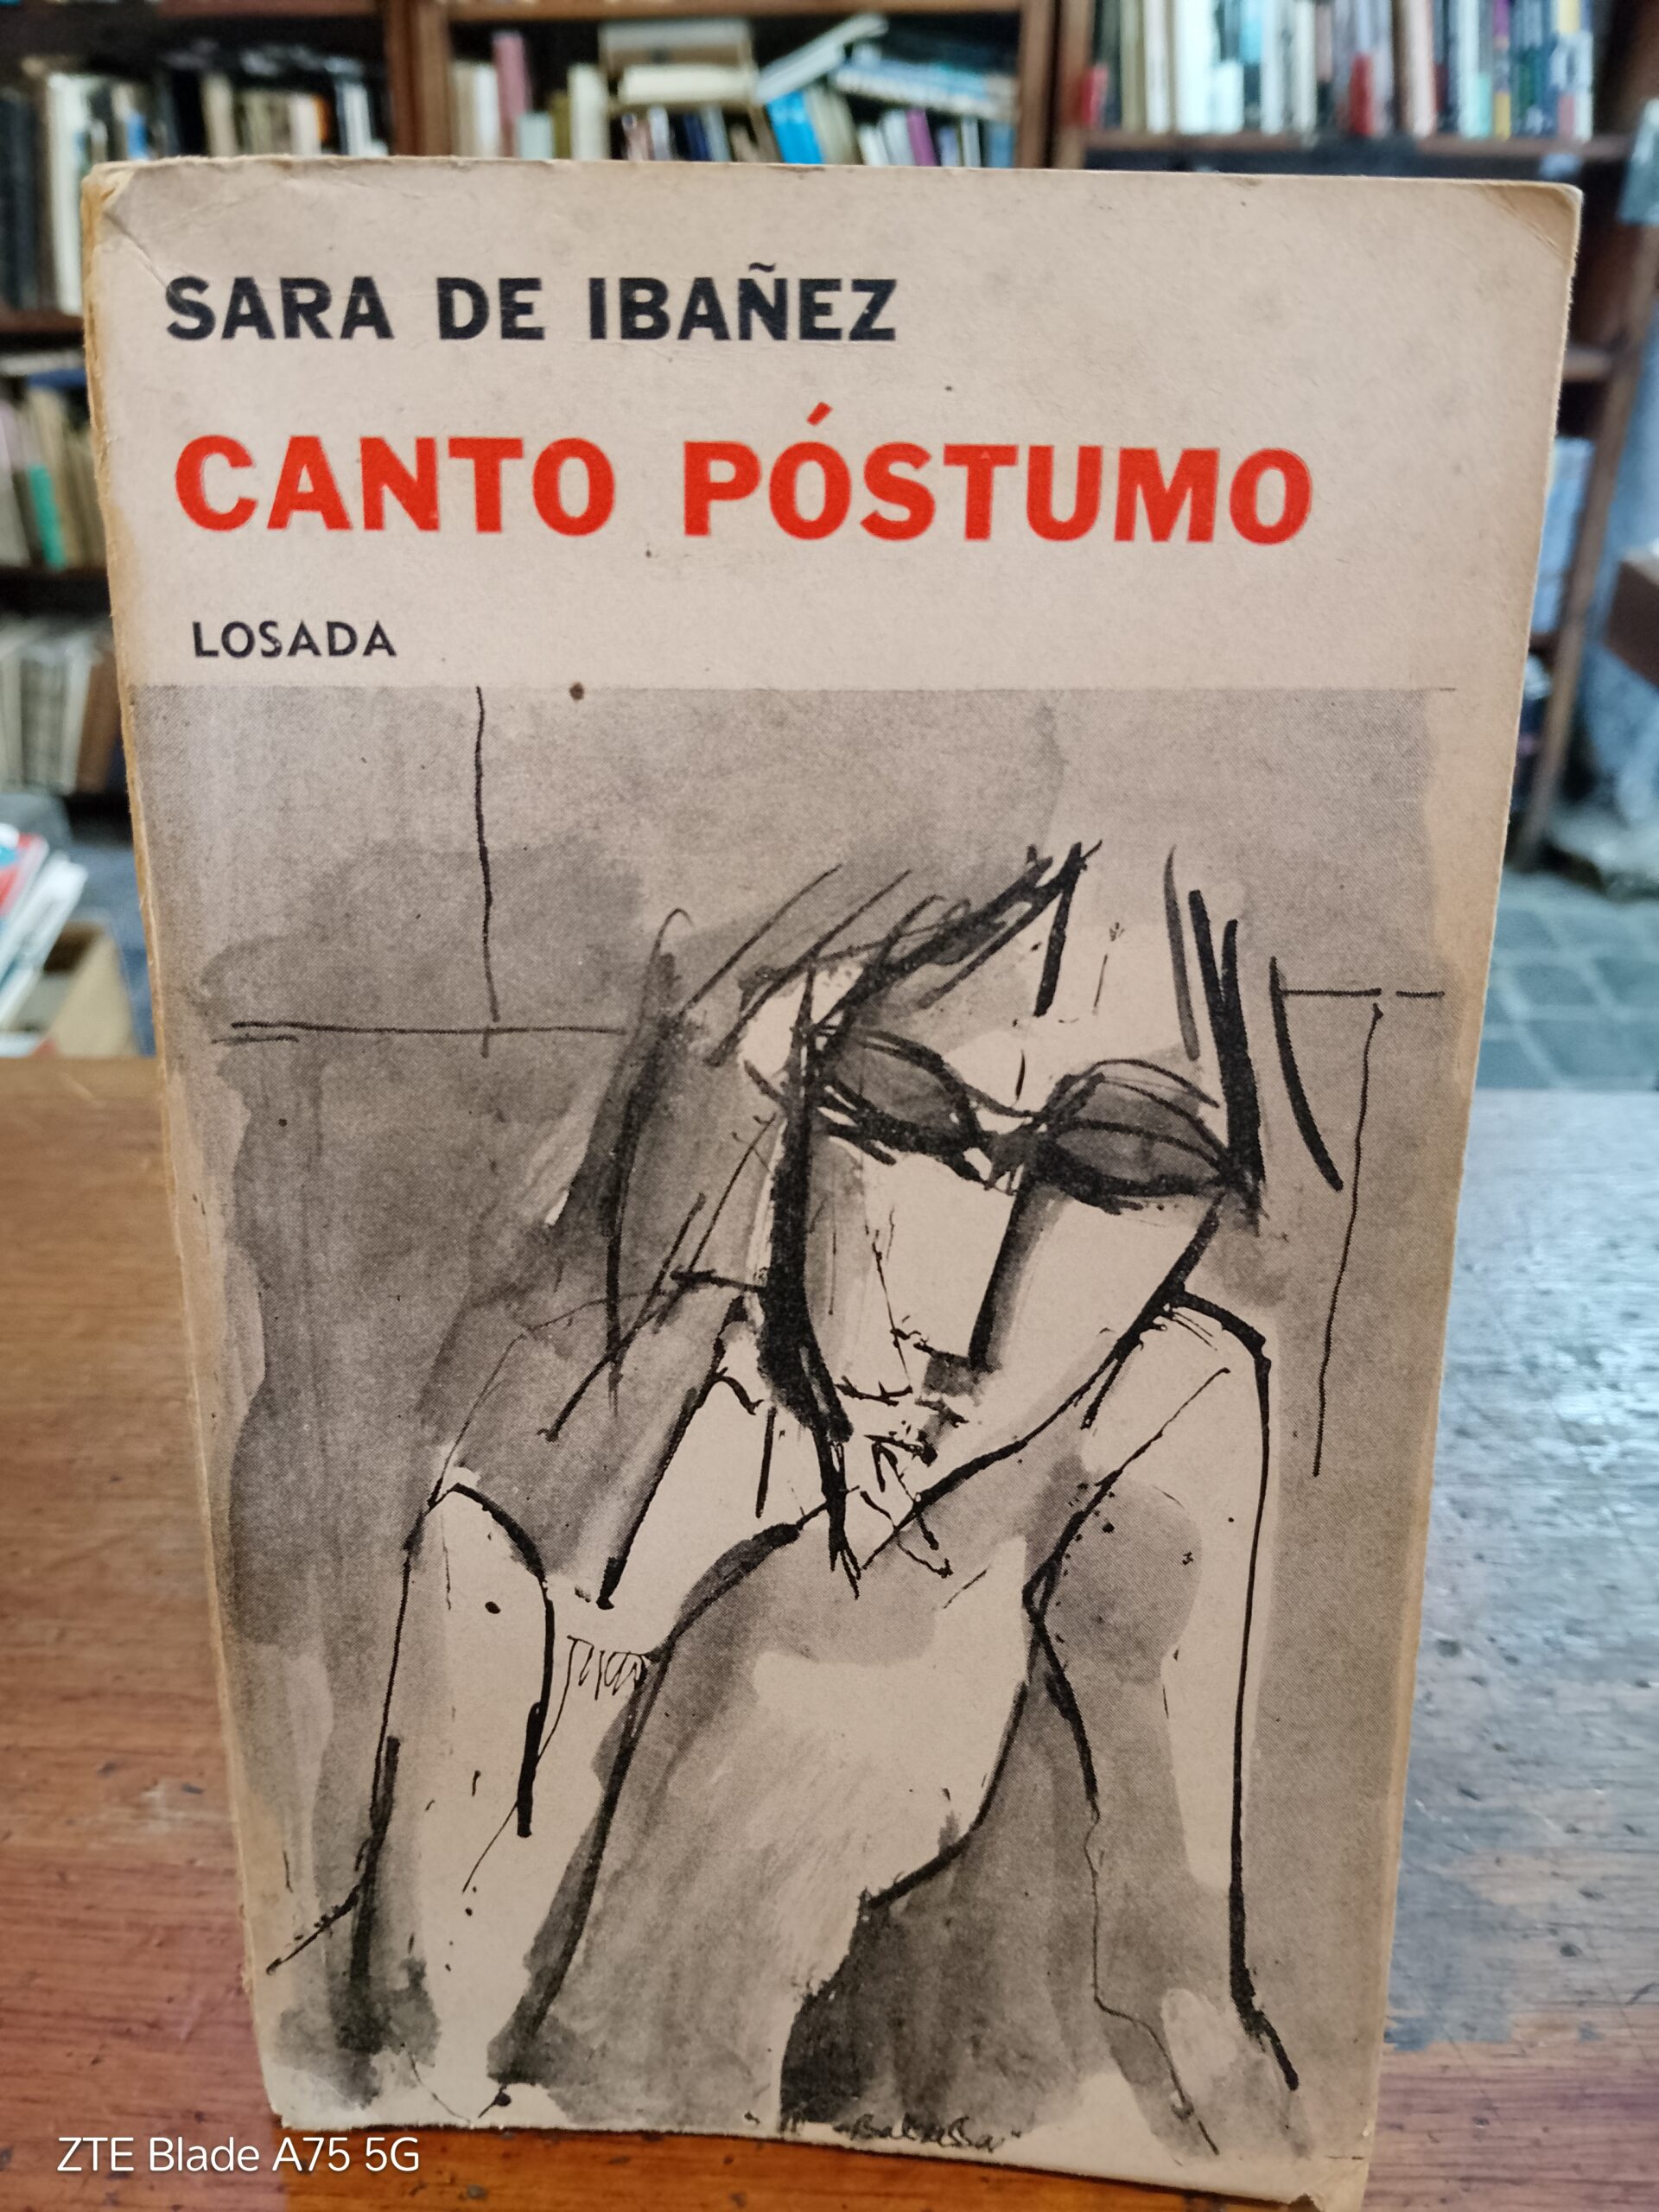 SARA DE IBAÑEZ
CANTO PÓSTUMO
LOSADA
ZTE Blade A75 5G